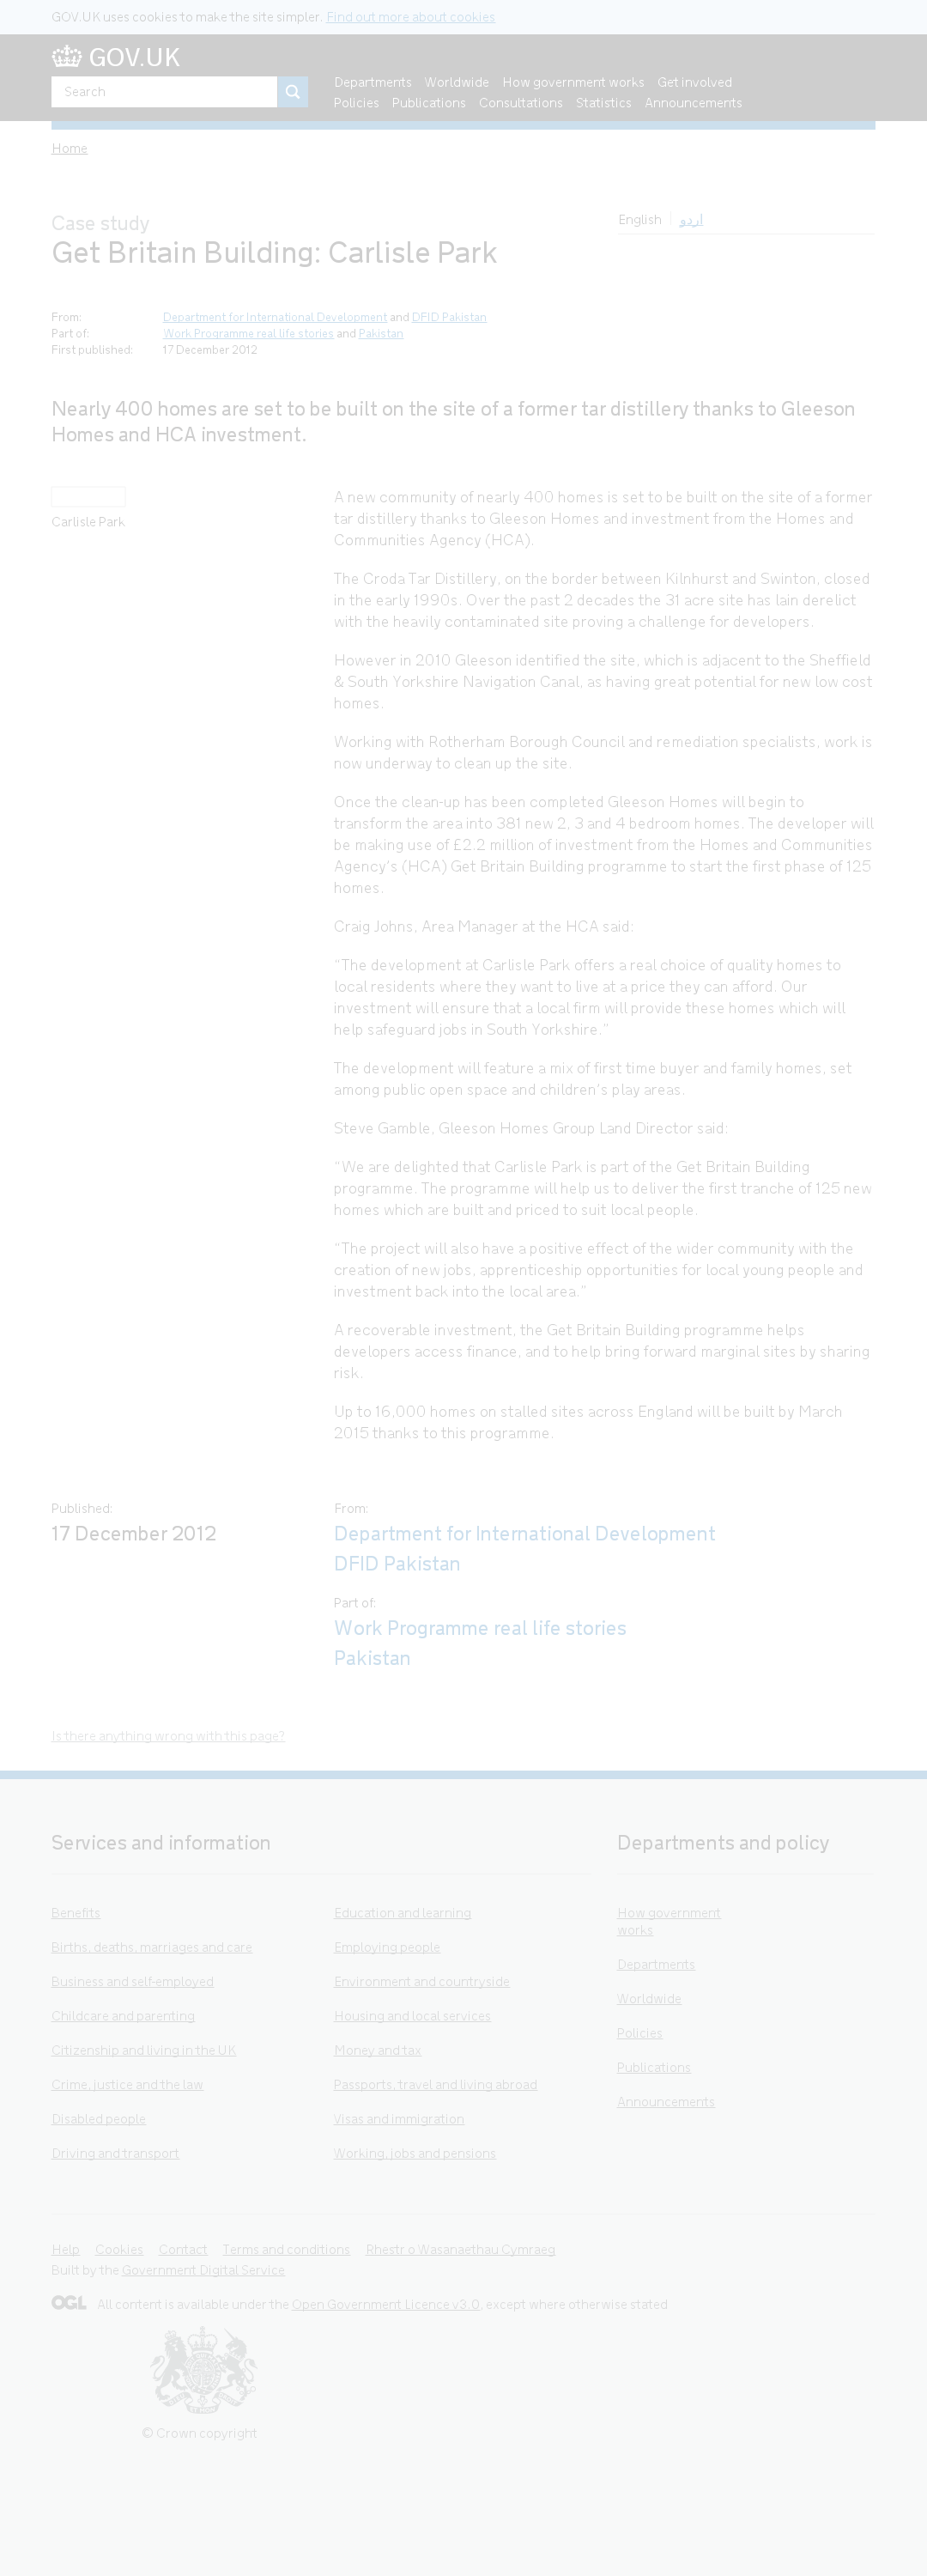 GOV.UK uses cookies to make the site simpler. Find out more about cookies
GOV.UK
Search
Departments Worldwide How government works Get involved
Policies Publications Consultations Statistics Announcements
Home
Case study
English اردو
Get Britain Building: Carlisle Park
From: Department for International Development and DFID Pakistan
Part of: Work Programme real life stories and Pakistan
First published: 17 December 2012
Nearly 400 homes are set to be built on the site of a former tar distillery thanks to Gleeson
Homes and HCA investment.
Carlisle Park
A new community of nearly 400 homes is set to be built on the site of a former
tar distillery thanks to Gleeson Homes and investment from the Homes and
Communities Agency (HCA).
The Croda Tar Distillery, on the border between Kilnhurst and Swinton, closed
in the early 1990s. Over the past 2 decades the 31 acre site has lain derelict
with the heavily contaminated site proving a challenge for developers.
However in 2010 Gleeson identified the site, which is adjacent to the Sheffield
& South Yorkshire Navigation Canal, as having great potential for new low cost
homes.
Working with Rotherham Borough Council and remediation specialists, work is
now underway to clean up the site.
Once the clean-up has been completed Gleeson Homes will begin to
transform the area into 381 new 2, 3 and 4 bedroom homes. The developer will
be making use of £2.2 million of investment from the Homes and Communities
Agency's (HCA) Get Britain Building programme to start the first phase of 125
homes.
Craig Johns, Area Manager at the HCA said:
"The development at Carlisle Park offers a real choice of quality homes to
local residents where they want to live at a price they can afford. Our
investment will ensure that a local firm will provide these homes which will
help safeguard jobs in South Yorkshire."
The development will feature a mix of first time buyer and family homes, set
among public open space and children's play areas.
Steve Gamble, Gleeson Homes Group Land Director said:
"We are delighted that Carlisle Park is part of the Get Britain Building
programme. The programme will help us to deliver the first tranche of 125 new
homes which are built and priced to suit local people.
"The project will also have a positive effect of the wider community with the
creation of new jobs, apprenticeship opportunities for local young people and
investment back into the local area."
A recoverable investment, the Get Britain Building programme helps
developers access finance, and to help bring forward marginal sites by sharing
risk.
Up to 16,000 homes on stalled sites across England will be built by March
2015 thanks to this programme.
Published:
17 December 2012
From:
Department for International Development
DFID Pakistan
Part of:
Work Programme real life stories
Pakistan
Is there anything wrong with this page?
Services and information
Benefits
Births, deaths, marriages and care
Business and self-employed
Childcare and parenting
Citizenship and living in the UK
Crime, justice and the law
Disabled people
Driving and transport
Education and learning
Employing people
Environment and countryside
Housing and local services
Money and tax
Passports, travel and living abroad
Visas and immigration
Working, jobs and pensions
Departments and policy
How government
works
Departments
Worldwide
Policies
Publications
Announcements
Help Cookies Contact Terms and conditions Rhestr o Wasanaethau Cymraeg
Built by the Government Digital Service
OGL All content is available under the Open Government Licence v3.0, except where otherwise stated
© Crown copyright